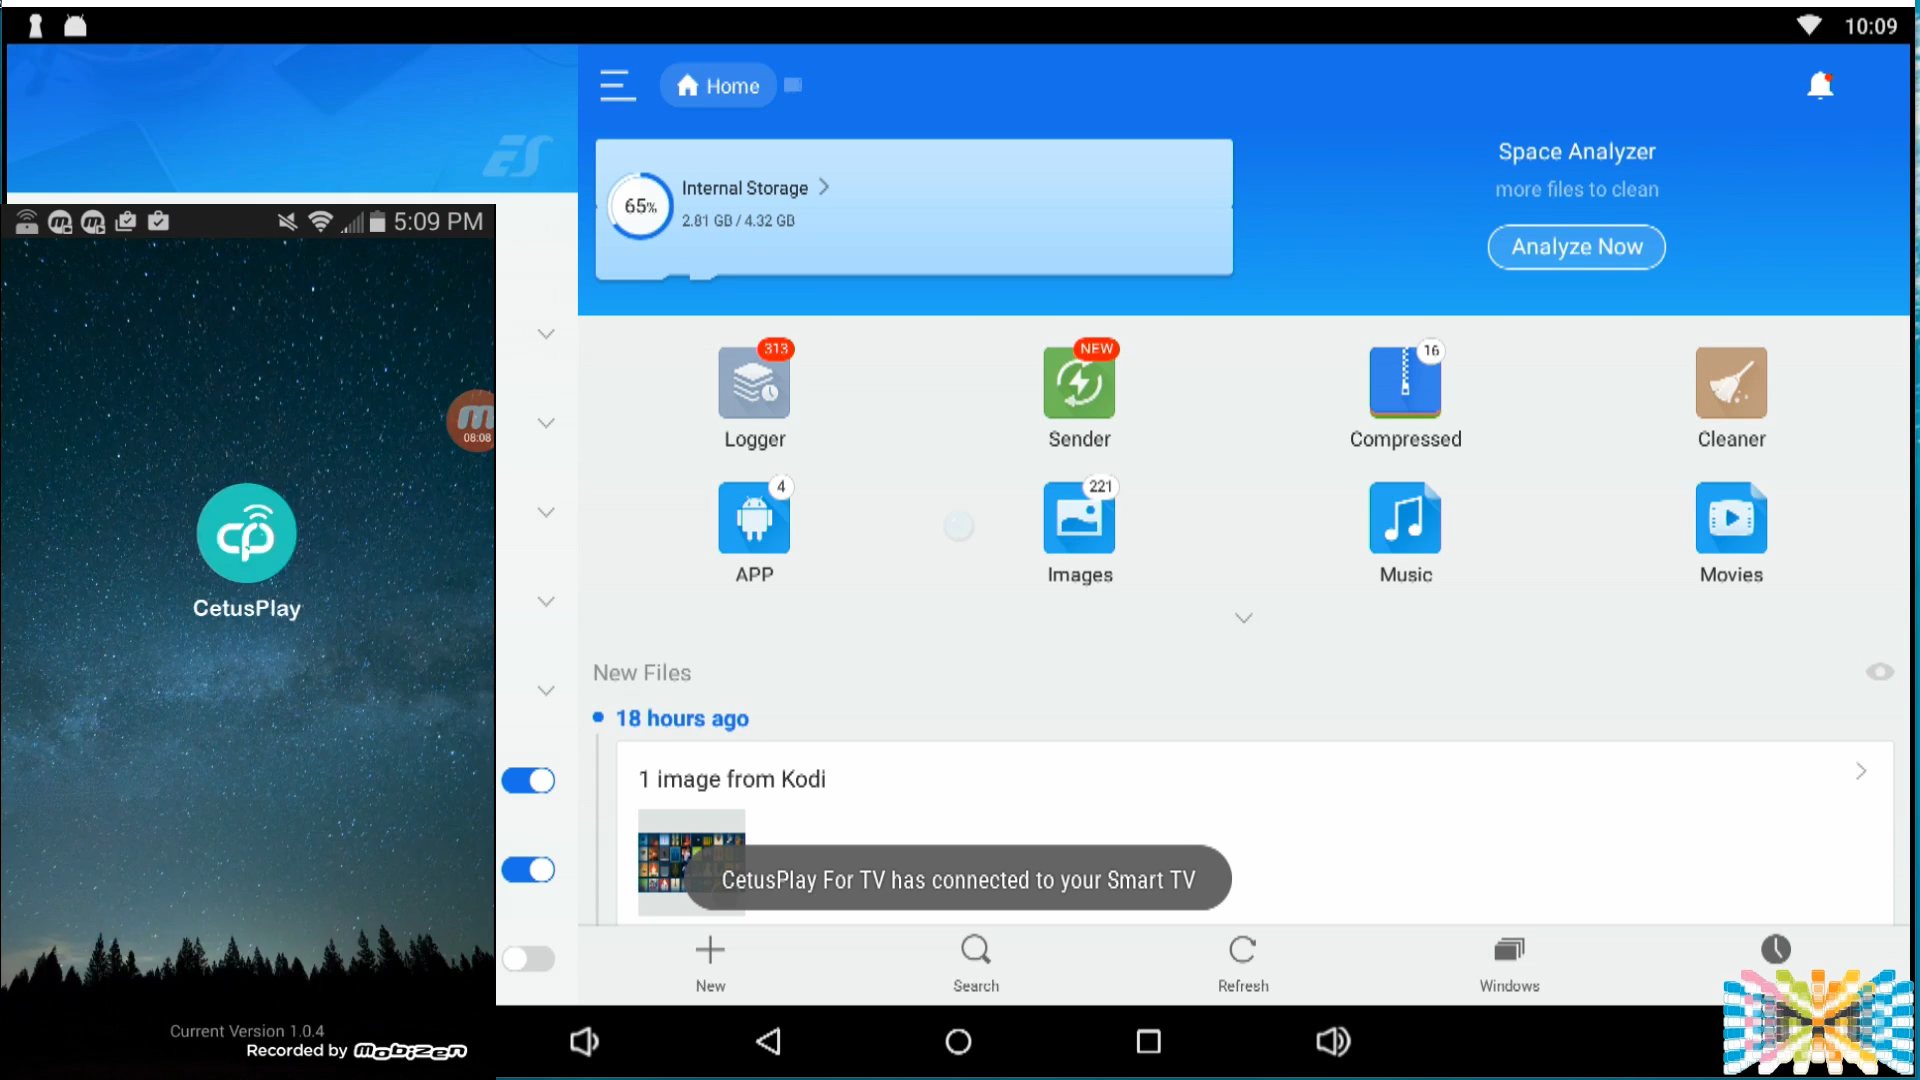 10:09
ES
Home
Space Analyzer
more files to clean
Analyze Now
65%
Internal Storage
2.81 GB / 4.32 GB
5:09 PM
08:08
CetusPlay
Current Version 1.0.4
Recorded by mobizen
313
NEW
16
Logger
Sender
Compressed
Cleaner
4
221
APP
Images
Music
Movies
New Files
18 hours ago
1 image from Kodi
CetusPlay For TV has connected to your Smart TV
New
Search
Refresh
Windows